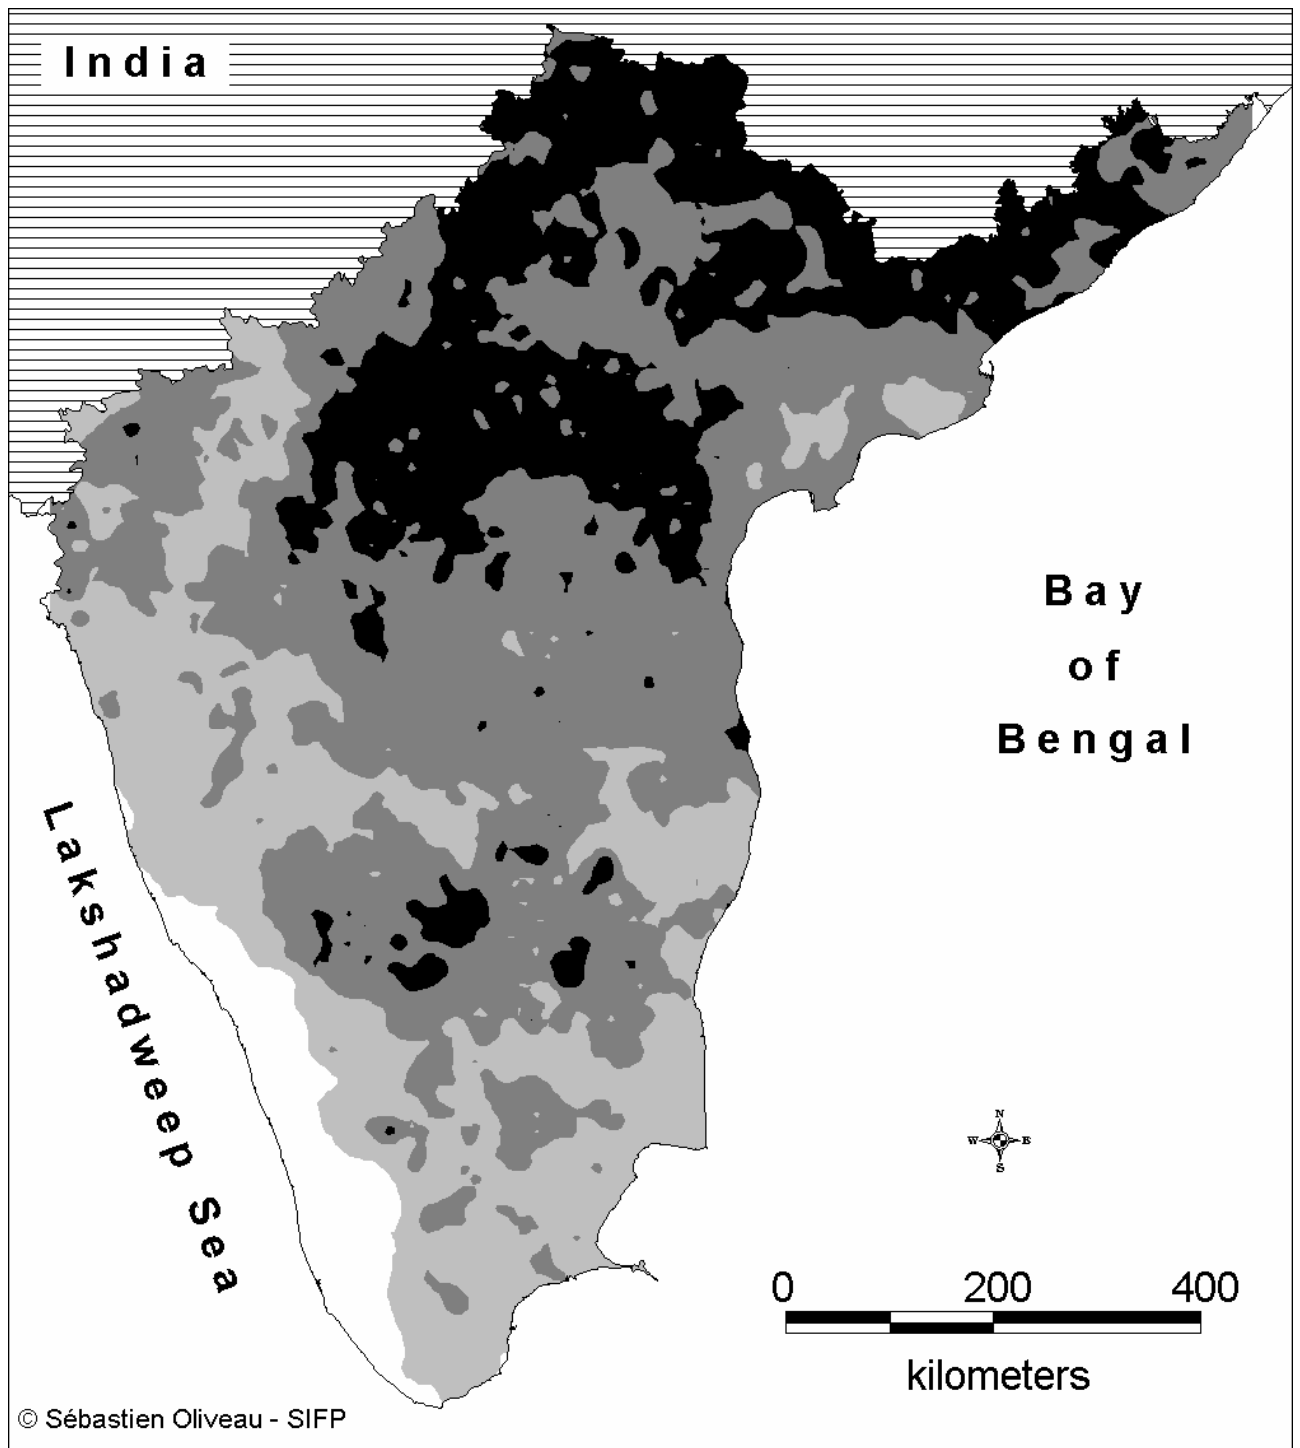 India
Bay
of
Bengal
Lakshadweep Sea
N
W E
S
0 200 400
kilometers
© Sébastien Oliveau - SIFP